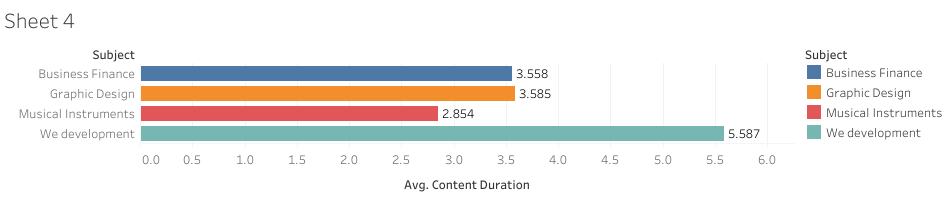 Sheet 4
Subject
Business Finance 3.558
Graphic Design 3.585
Musical Instruments 2.854
We development 5.587
0.0 0.5 1.0 1.5 2.0 2.5 3.0 3.5 4.0 4.5 5.0 5.5 6.0
Avg. Content Duration
Subject
Business Finance
Graphic Design
Musical Instruments
We development